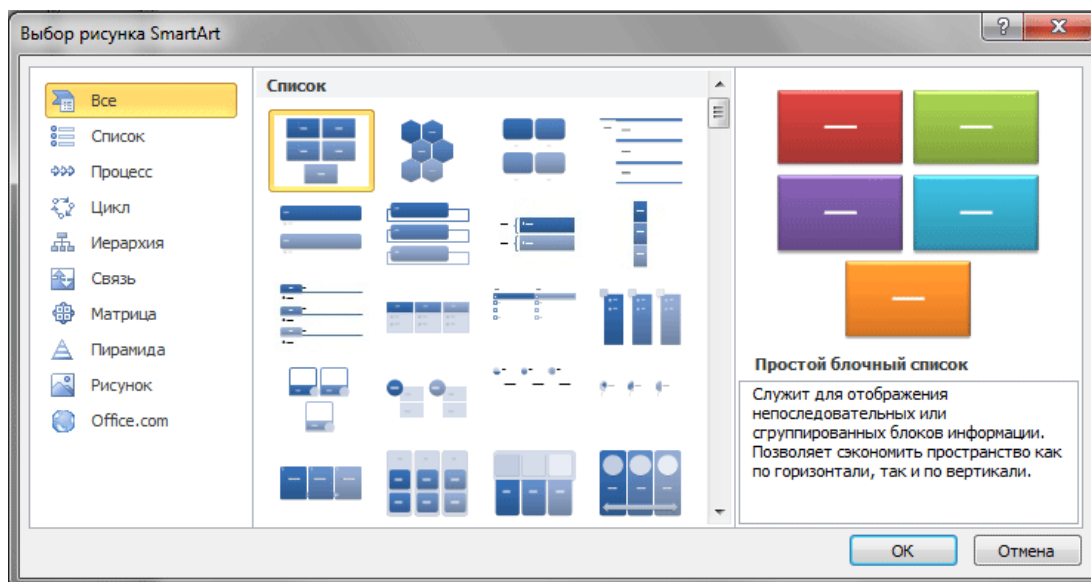 Выбор рисунка SmartArt
Все
Список
Процесс
Цикл
Иерархия
Связь
Матрица
Пирамида
Рисунок
Office.com
Список
Простой блочный список
Служит для отображения
непоследовательных или
сгруппированных блоков информации.
Позволяет сэкономить пространство как
по горизонтали, так и по вертикали.
ОК
Отмена